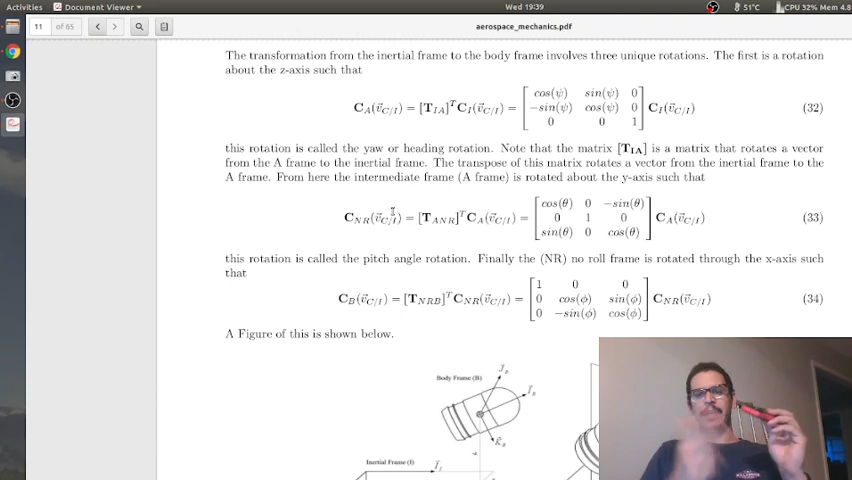 Activities Document Viewer Wed 19:39 51°C CPU 32% Mem 4.8
11 of 65 aerospace_mechanics.pdf
The transformation from the inertial frame to the body frame involves three unique rotations. The first is a rotation
about the z-axis such that
C_A(v⃗_{C/I}) = [T_{IA}]^T C_I(v⃗_{C/I}) = [ cos(ψ) sin(ψ) 0 ; −sin(ψ) cos(ψ) 0 ; 0 0 1 ] C_I(v⃗_{C/I}) (32)
this rotation is called the yaw or heading rotation. Note that the matrix [T_{IA}] is a matrix that rotates a vector
from the A frame to the inertial frame. The transpose of this matrix rotates a vector from the inertial frame to the
A frame. From here the intermediate frame (A frame) is rotated about the y-axis such that
C_{NR}(v⃗_{C/I}) = [T_{ANR}]^T C_A(v⃗_{C/I}) = [ cos(θ) 0 −sin(θ) ; 0 1 0 ; sin(θ) 0 cos(θ) ] C_A(v⃗_{C/I}) (33)
this rotation is called the pitch angle rotation. Finally the (NR) no roll frame is rotated through the x-axis such
that
C_B(v⃗_{C/I}) = [T_{NRB}]^T C_{NR}(v⃗_{C/I}) = [ 1 0 0 ; 0 cos(ϕ) sin(ϕ) ; 0 −sin(ϕ) cos(ϕ) ] C_{NR}(v⃗_{C/I}) (34)
A Figure of this is shown below.
Body Frame (B)
J_B
I_B
K_B
Inertial Frame (I)
I_I